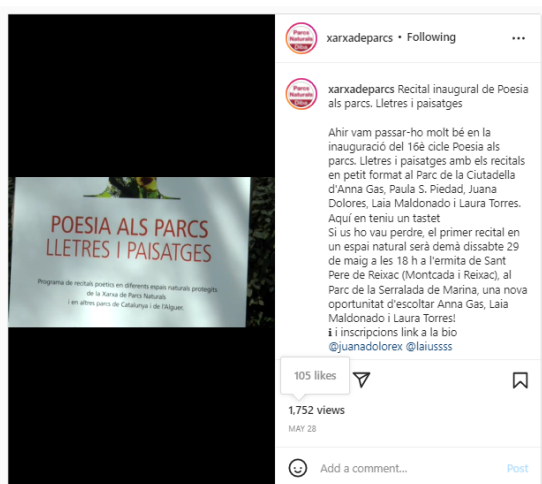 POESIA ALS PARCS
LLETRES I PAISATGES
Programa de recitals poètics en diferents espais naturals protegits
de la Xarxa de Parcs Naturals
i en altres parcs de Catalunya i de l'Alguer.
Parcs
Naturals
xarxadeparcs • Following
Parcs
Naturals
xarxadeparcs Recital inaugural de Poesia
als parcs. Lletres i paisatges
Ahir vam passar-ho molt bé en la
inauguració del 16è cicle Poesia als
parcs. Lletres i paisatges amb els recitals
en petit format al Parc de la Ciutadella
d'Anna Gas, Paula S. Piedad, Juana
Dolores, Laia Maldonado i Laura Torres.
Aquí en teniu un tastet
Si us ho vau perdre, el primer recital en
un espai natural serà demà dissabte 29
de maig a les 18 h a l'ermita de Sant
Pere de Reixac (Montcada i Reixac), al
Parc de la Serralada de Marina, una nova
oportunitat d'escoltar Anna Gas, Laia
Maldonado i Laura Torres!
ℹ i inscripcions link a la bio
@juanadolorex @laiussss
105 likes
1,752 views
MAY 28
Add a comment...
Post